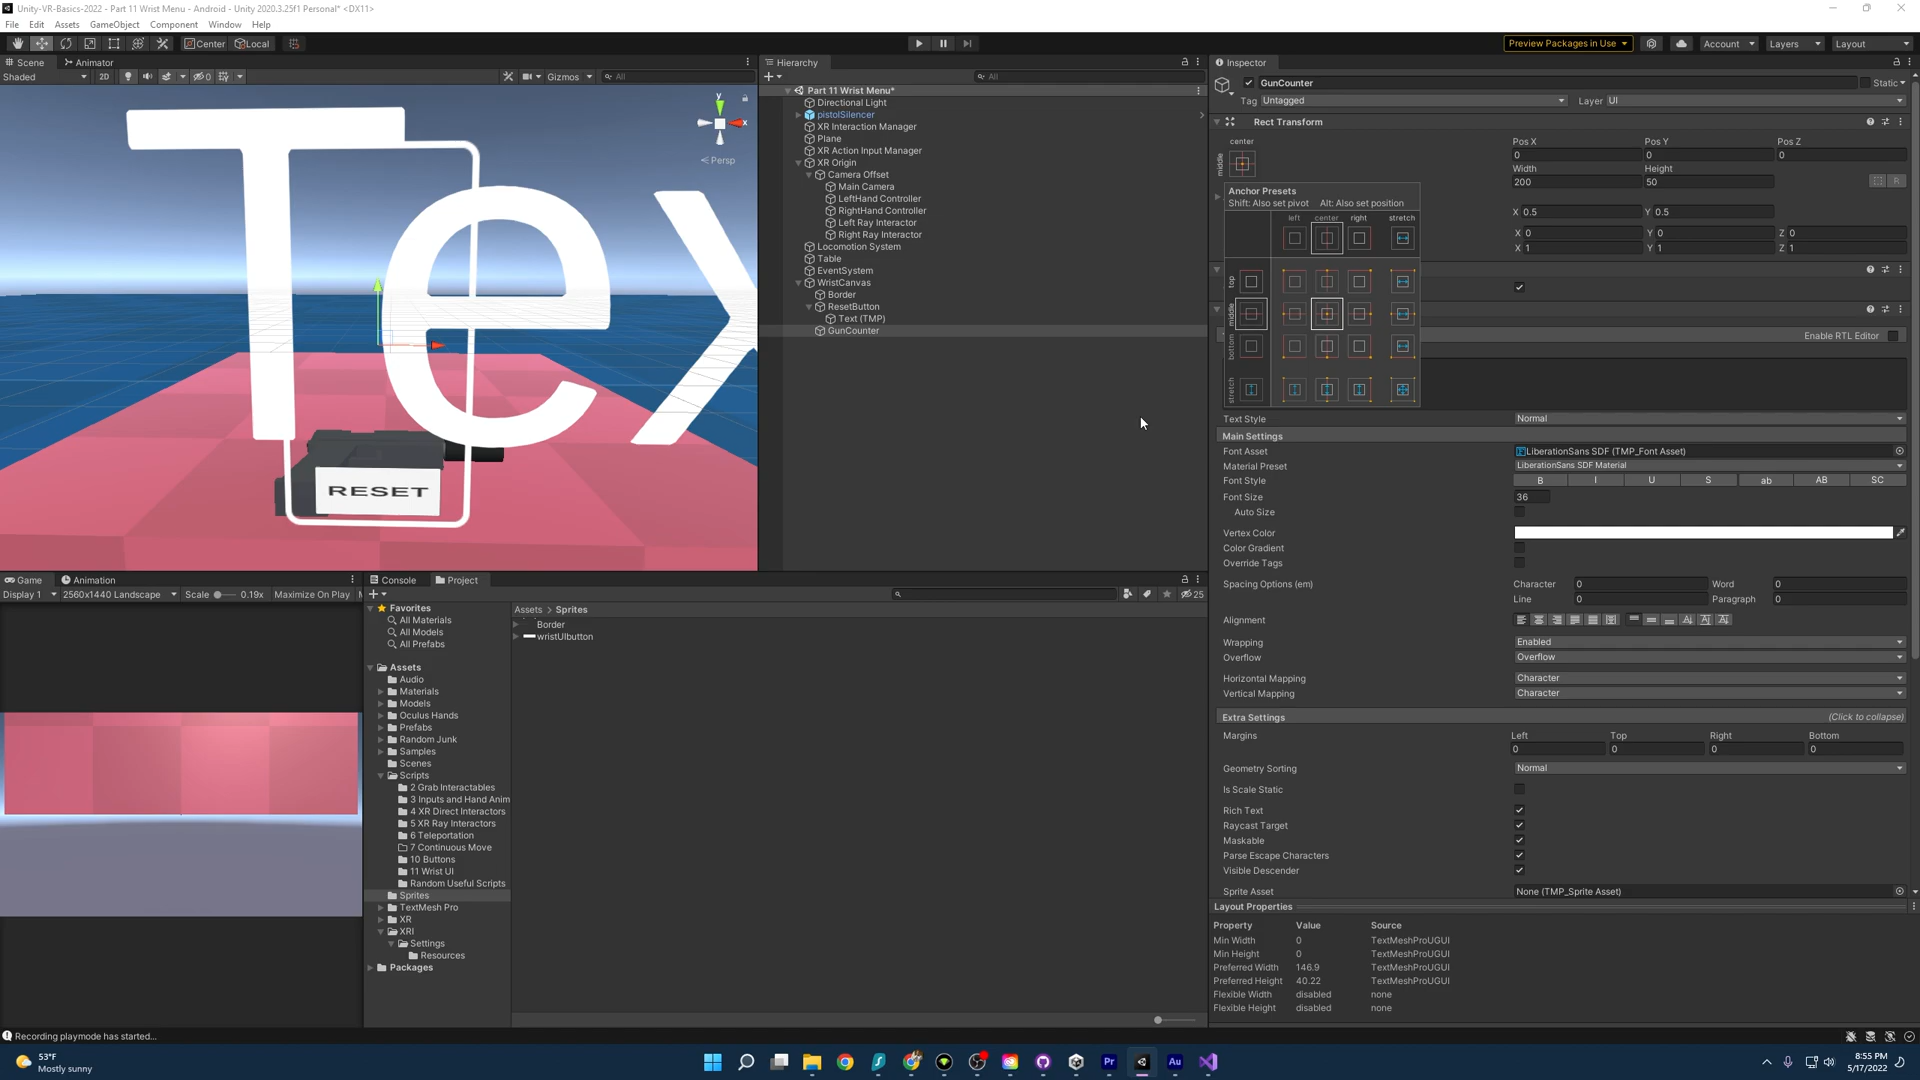 Unity-VR-Basics-2022 - Part 11 Wrist Menu - Android - Unity 2020.3.25f1 Personal* <DX11>
File Edit Assets GameObject Component Window Help
Center Local
Preview Packages in Use
Account
Layers
Layout
Scene
Animator
Shaded
2D
0
Gizmos
All
y
x
Persp
Tex
RESET
Hierarchy
All
Part 11 Wrist Menu*
Directional Light
pistolSilencer
XR Interaction Manager
Plane
XR Action Input Manager
XR Origin
Camera Offset
Main Camera
LeftHand Controller
RightHand Controller
Left Ray Interactor
Right Ray Interactor
Locomotion System
Table
EventSystem
WristCanvas
Border
ResetButton
Text (TMP)
GunCounter
Inspector
GunCounter
Static
Tag Untagged
Layer UI
Rect Transform
center
middle
Pos X Pos Y Pos Z
0 0 0
Width Height
200 50
R
X 0.5 Y 0.5
X 0 Y 0 Z 0
X 1 Y 1 Z 1
Anchor Presets
Shift: Also set pivot Alt: Also set position
left center right stretch
top
middle
bottom
stretch
Enable RTL Editor
Text Style Normal
Main Settings
Font Asset LiberationSans SDF (TMP_Font Asset)
Material Preset LiberationSans SDF Material
Font Style B I U S ab AB SC
Font Size 36
Auto Size
Vertex Color
Color Gradient
Override Tags
Spacing Options (em) Character 0 Word 0
Line 0 Paragraph 0
Alignment
Wrapping Enabled
Overflow Overflow
Horizontal Mapping Character
Vertical Mapping Character
Extra Settings (Click to collapse)
Margins Left Top Right Bottom
0 0 0 0
Geometry Sorting Normal
Is Scale Static
Rich Text
Raycast Target
Maskable
Parse Escape Characters
Visible Descender
Sprite Asset None (TMP_Sprite Asset)
Layout Properties
Property Value Source
Min Width 0 TextMeshProUGUI
Min Height 0 TextMeshProUGUI
Preferred Width 146.9 TextMeshProUGUI
Preferred Height 40.22 TextMeshProUGUI
Flexible Width disabled none
Flexible Height disabled none
Game
Animation
Display 1 2560x1440 Landscape Scale 0.19x Maximize On Play
Console
Project
25
Favorites
All Materials
All Models
All Prefabs
Assets
Audio
Materials
Models
Oculus Hands
Prefabs
Random Junk
Samples
Scenes
Scripts
2 Grab Interactables
3 Inputs and Hand Anim
4 XR Direct Interactors
5 XR Ray Interactors
6 Teleportation
7 Continuous Move
10 Buttons
11 Wrist UI
Random Useful Scripts
Sprites
TextMesh Pro
XR
XRI
Settings
Resources
Packages
Assets > Sprites
Border
wristUIbutton
Recording playmode has started...
53°F
Mostly sunny
Pr
Au
8:55 PM
5/17/2022